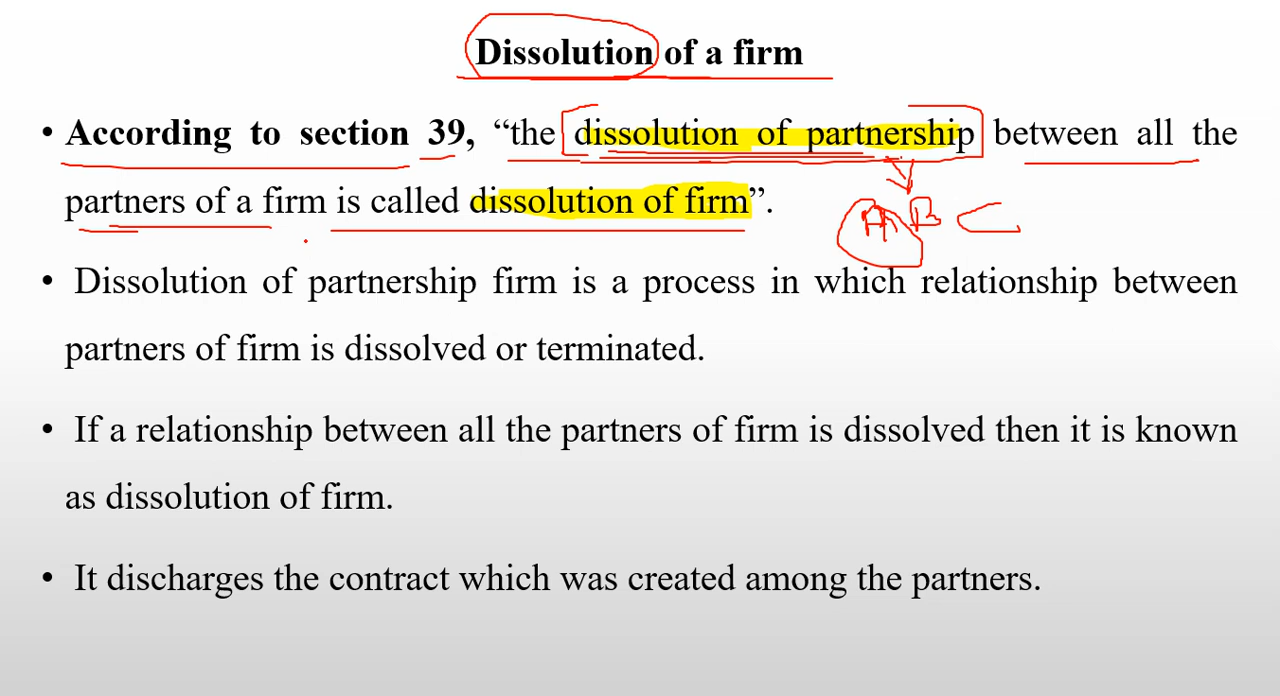 Dissolution of a firm
• According to section 39, “the dissolution of partnership between all the
partners of a firm is called dissolution of firm”.
A B C
• Dissolution of partnership firm is a process in which relationship between
partners of firm is dissolved or terminated.
• If a relationship between all the partners of firm is dissolved then it is known
as dissolution of firm.
• It discharges the contract which was created among the partners.